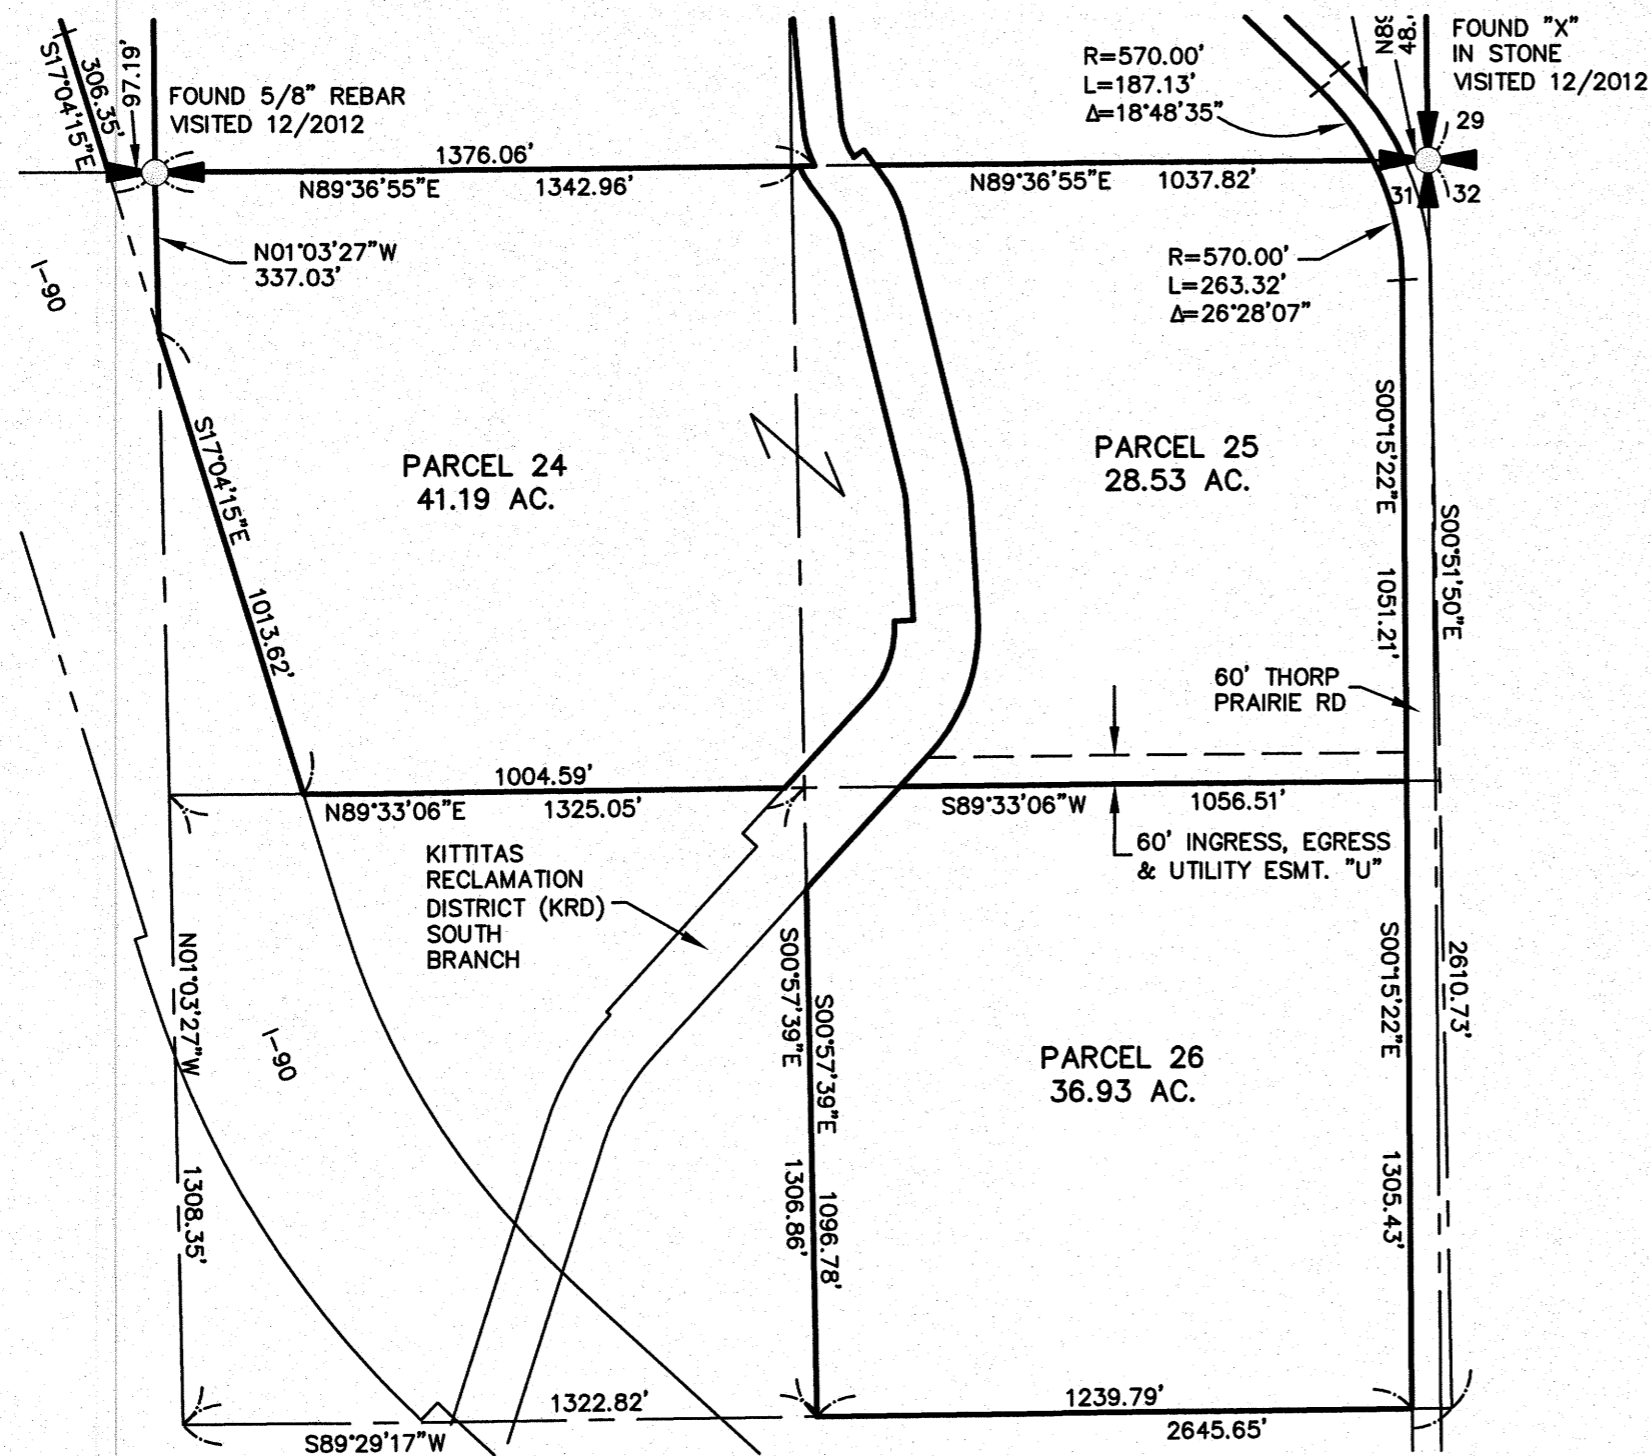 S17°04'15"E
306.35'
97.19'
FOUND 5/8" REBAR
VISITED 12/2012
1376.06'
N89°36'55"E
1342.96'
R=570.00'
L=187.13'
Δ=18°48'35"
48.
FOUND "X"
IN STONE
VISITED 12/2012
29
31
32
N89°36'55"E
1037.82'
I-90
N01°03'27"W
337.03'
R=570.00'
L=263.32'
Δ=26°28'07"
S17°04'15"E
1013.62'
PARCEL 24
41.19 AC.
PARCEL 25
28.53 AC.
S00°15'22"E
1051.21'
S00°51'50"E
60' THORP
PRAIRIE RD
1004.59'
N89°33'06"E
1325.05'
S89°33'06"W
1056.51'
60' INGRESS, EGRESS
& UTILITY ESMT. "U"
KITTITAS
RECLAMATION
DISTRICT (KRD)
SOUTH
BRANCH
N01°03'27"W
1308.35'
I-90
S00°57'39"E
1306.86'
S00°57'39"E
1096.78'
PARCEL 26
36.93 AC.
S00°15'22"E
1305.43'
2610.73'
1322.82'
S89°29'17"W
1239.79'
2645.65'